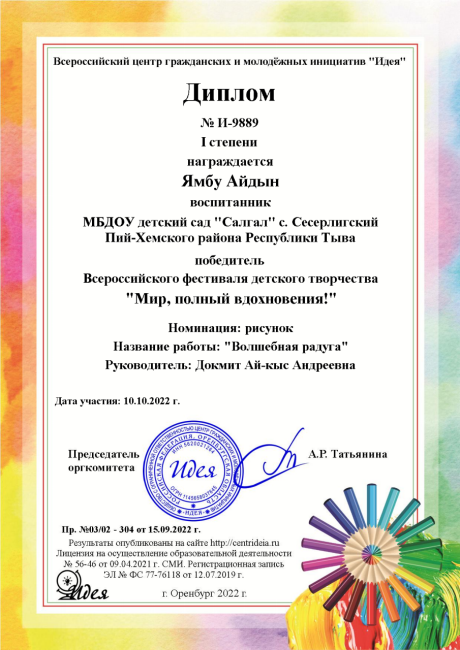 Всероссийский центр гражданских и молодёжных инициатив "Идея"
Диплом
№ И-9889
I степени
награждается
Ямбу Айдын
воспитанник
МБДОУ детский сад "Салгал" с. Сесерлигский
Пий-Хемского района Республики Тыва
победитель
Всероссийского фестиваля детского творчества
"Мир, полный вдохновения!"
Номинация: рисунок
Название работы: "Волшебная радуга"
Руководитель: Докмит Ай-кыс Андреевна
Дата участия: 10.10.2022 г.
Председатель
оргкомитета
Идея
А.Р. Татьянина
Пр. №03/02 - 304 от 15.09.2022 г.
Результаты опубликованы на сайте http://centrideia.ru
Лицензия на осуществление образовательной деятельности
№ 56-46 от 09.04.2021 г. СМИ. Регистрационная запись
ЭЛ № ФС 77-76118 от 12.07.2019 г.
Идея
г. Оренбург 2022 г.